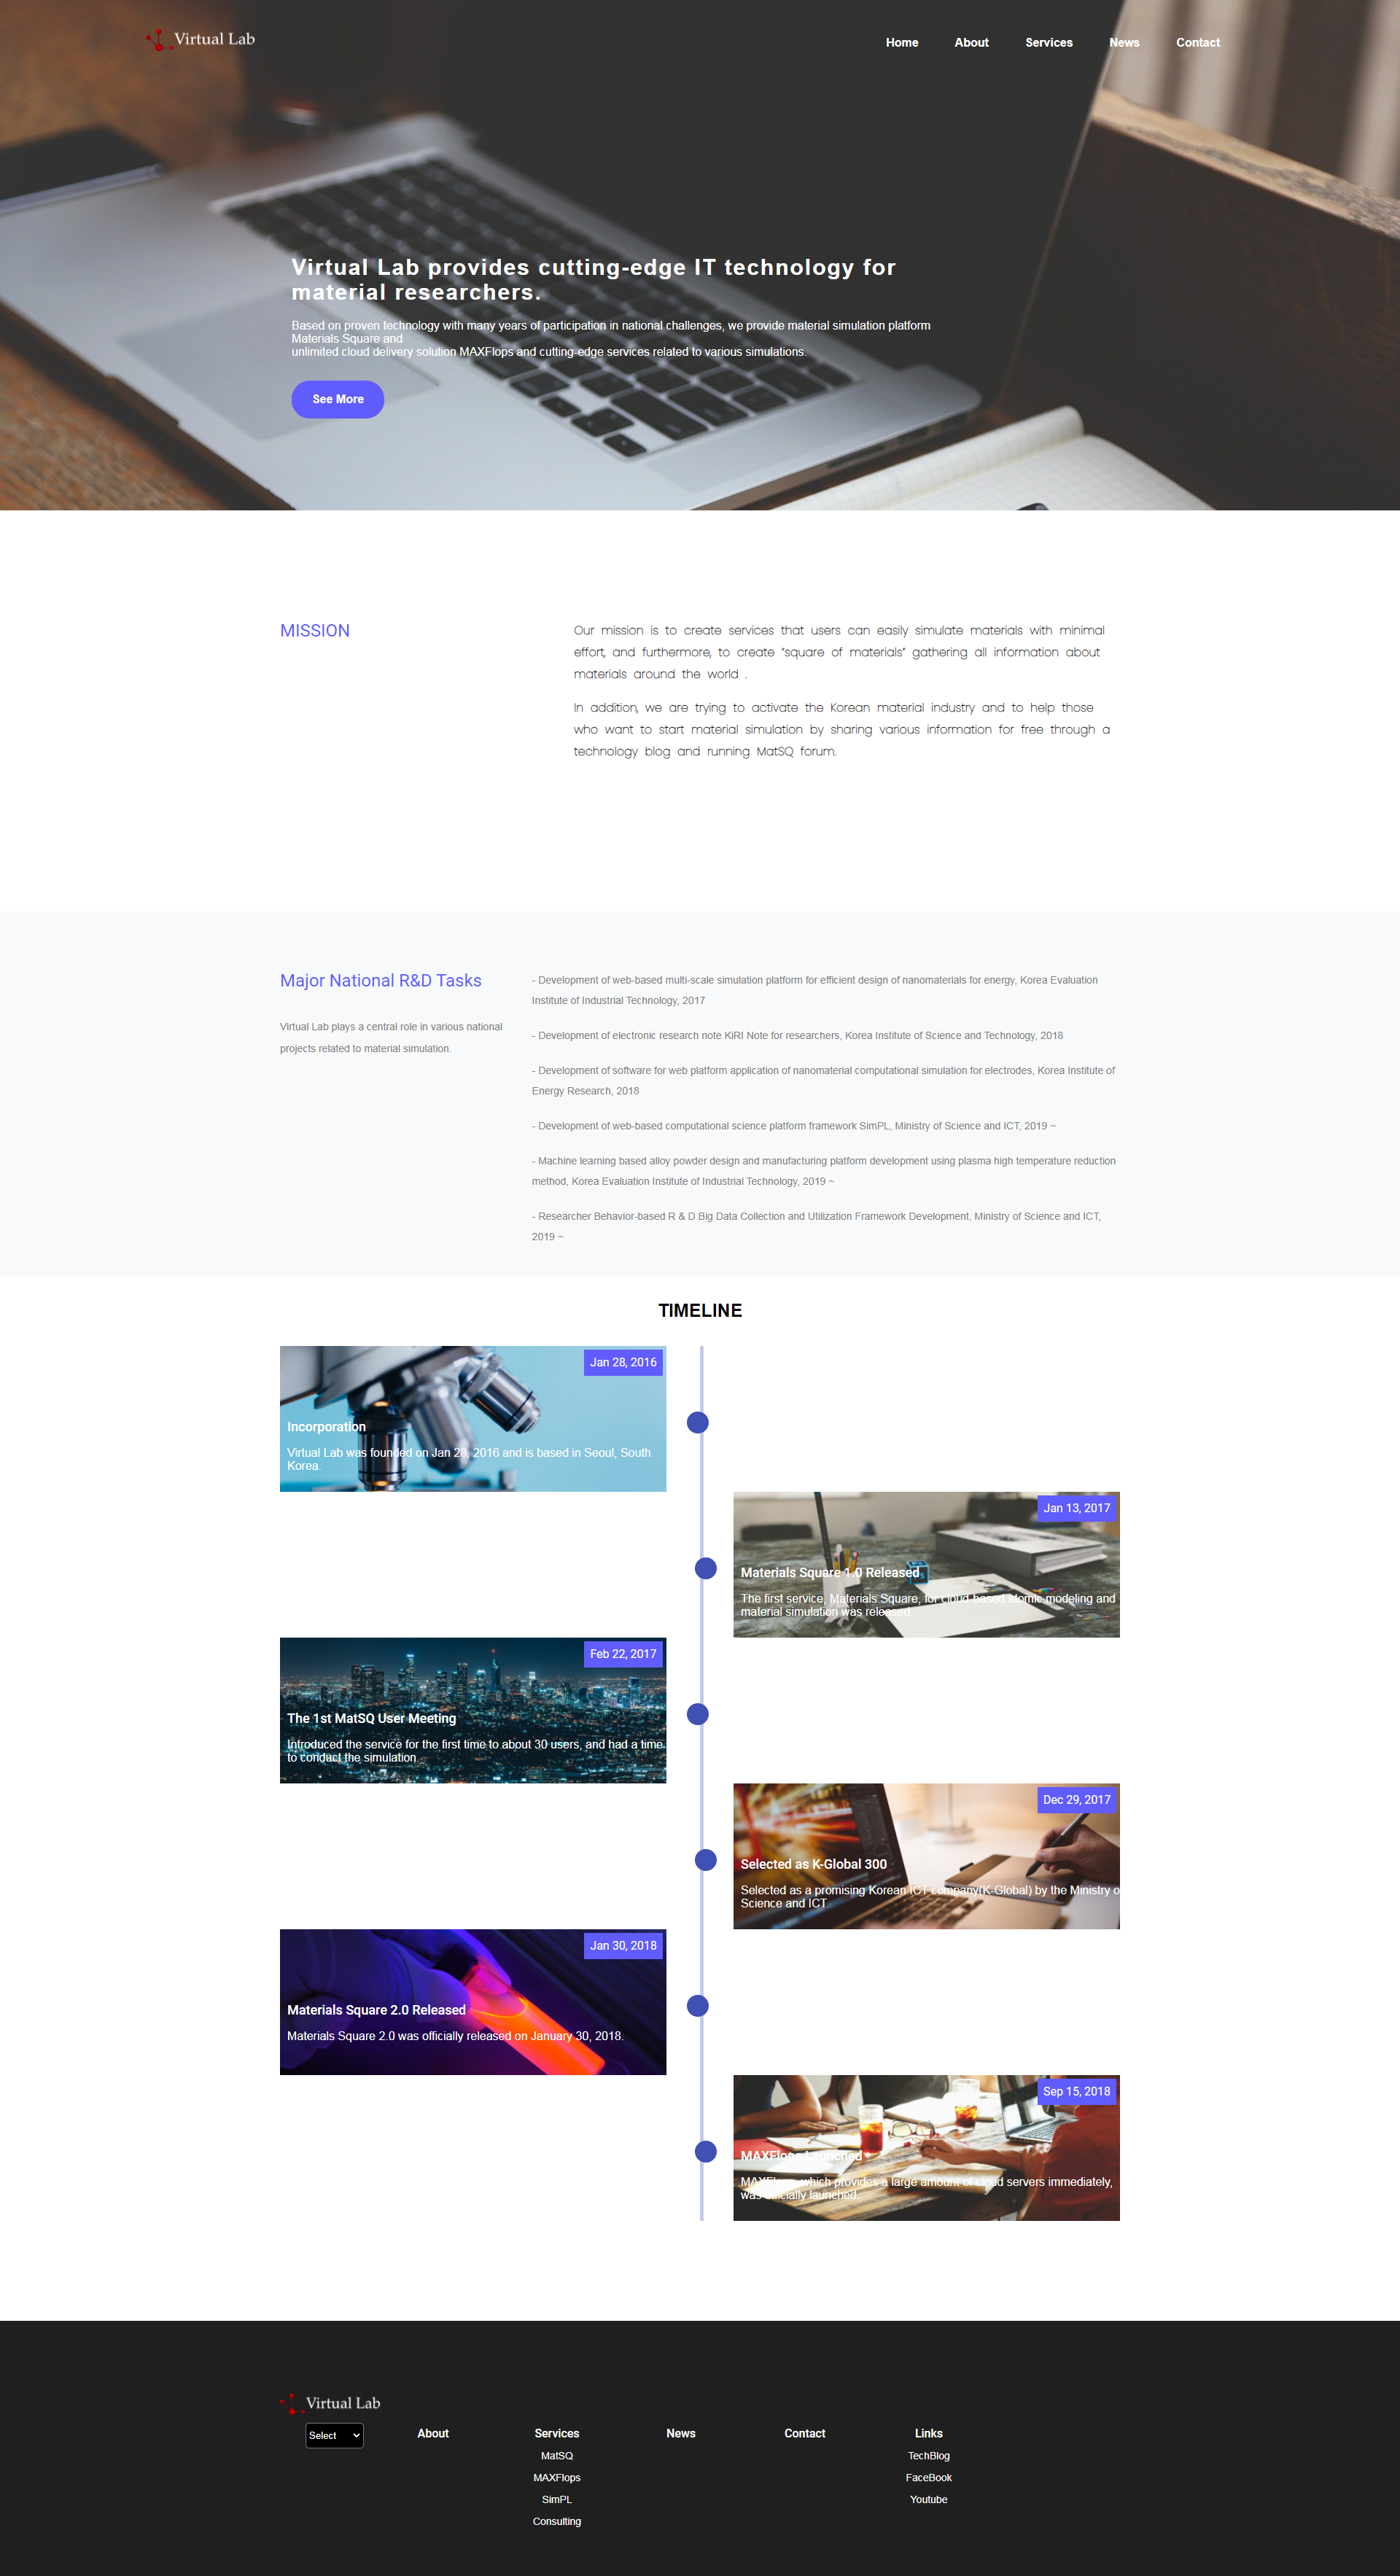 Virtual Lab
Home About Services News Contact
Virtual Lab provides cutting-edge IT technology for
material researchers.
Based on proven technology with many years of participation in national challenges, we provide material simulation platform
Materials Square and
unlimited cloud delivery solution MAXFlops and cutting-edge services related to various simulations.
See More
MISSION
Our mission is to create services that users can easily simulate materials with minimal
effort, and furthermore, to create “square of materials” gathering all information about
materials around the world .
In addition, we are trying to activate the Korean material industry and to help those
who want to start material simulation by sharing various information for free through a
technology blog and running MatSQ forum.
Major National R&D Tasks
Virtual Lab plays a central role in various national
projects related to material simulation.
- Development of web-based multi-scale simulation platform for efficient design of nanomaterials for energy, Korea Evaluation
Institute of Industrial Technology, 2017
- Development of electronic research note KiRI Note for researchers, Korea Institute of Science and Technology, 2018
- Development of software for web platform application of nanomaterial computational simulation for electrodes, Korea Institute of
Energy Research, 2018
- Development of web-based computational science platform framework SimPL, Ministry of Science and ICT, 2019 ~
- Machine learning based alloy powder design and manufacturing platform development using plasma high temperature reduction
method, Korea Evaluation Institute of Industrial Technology, 2019 ~
- Researcher Behavior-based R & D Big Data Collection and Utilization Framework Development, Ministry of Science and ICT,
2019 ~
TIMELINE
Jan 28, 2016
Incorporation
Virtual Lab was founded on Jan 28, 2016 and is based in Seoul, South
Korea.
Jan 13, 2017
Materials Square 1.0 Released
The first service, Materials Square, for cloud-based atomic modeling and
material simulation was released.
Feb 22, 2017
The 1st MatSQ User Meeting
Introduced the service for the first time to about 30 users, and had a time
to conduct the simulation
Dec 29, 2017
Selected as K-Global 300
Selected as a promising Korean ICT company(K-Global) by the Ministry o
Science and ICT.
Jan 30, 2018
Materials Square 2.0 Released
Materials Square 2.0 was officially released on January 30, 2018.
Sep 15, 2018
MAXFlops Launched
MAXFlops, which provides a large amount of cloud servers immediately,
was officially launched.
Virtual Lab
Select
About Services News Contact Links
MatSQ TechBlog
MAXFlops FaceBook
SimPL Youtube
Consulting